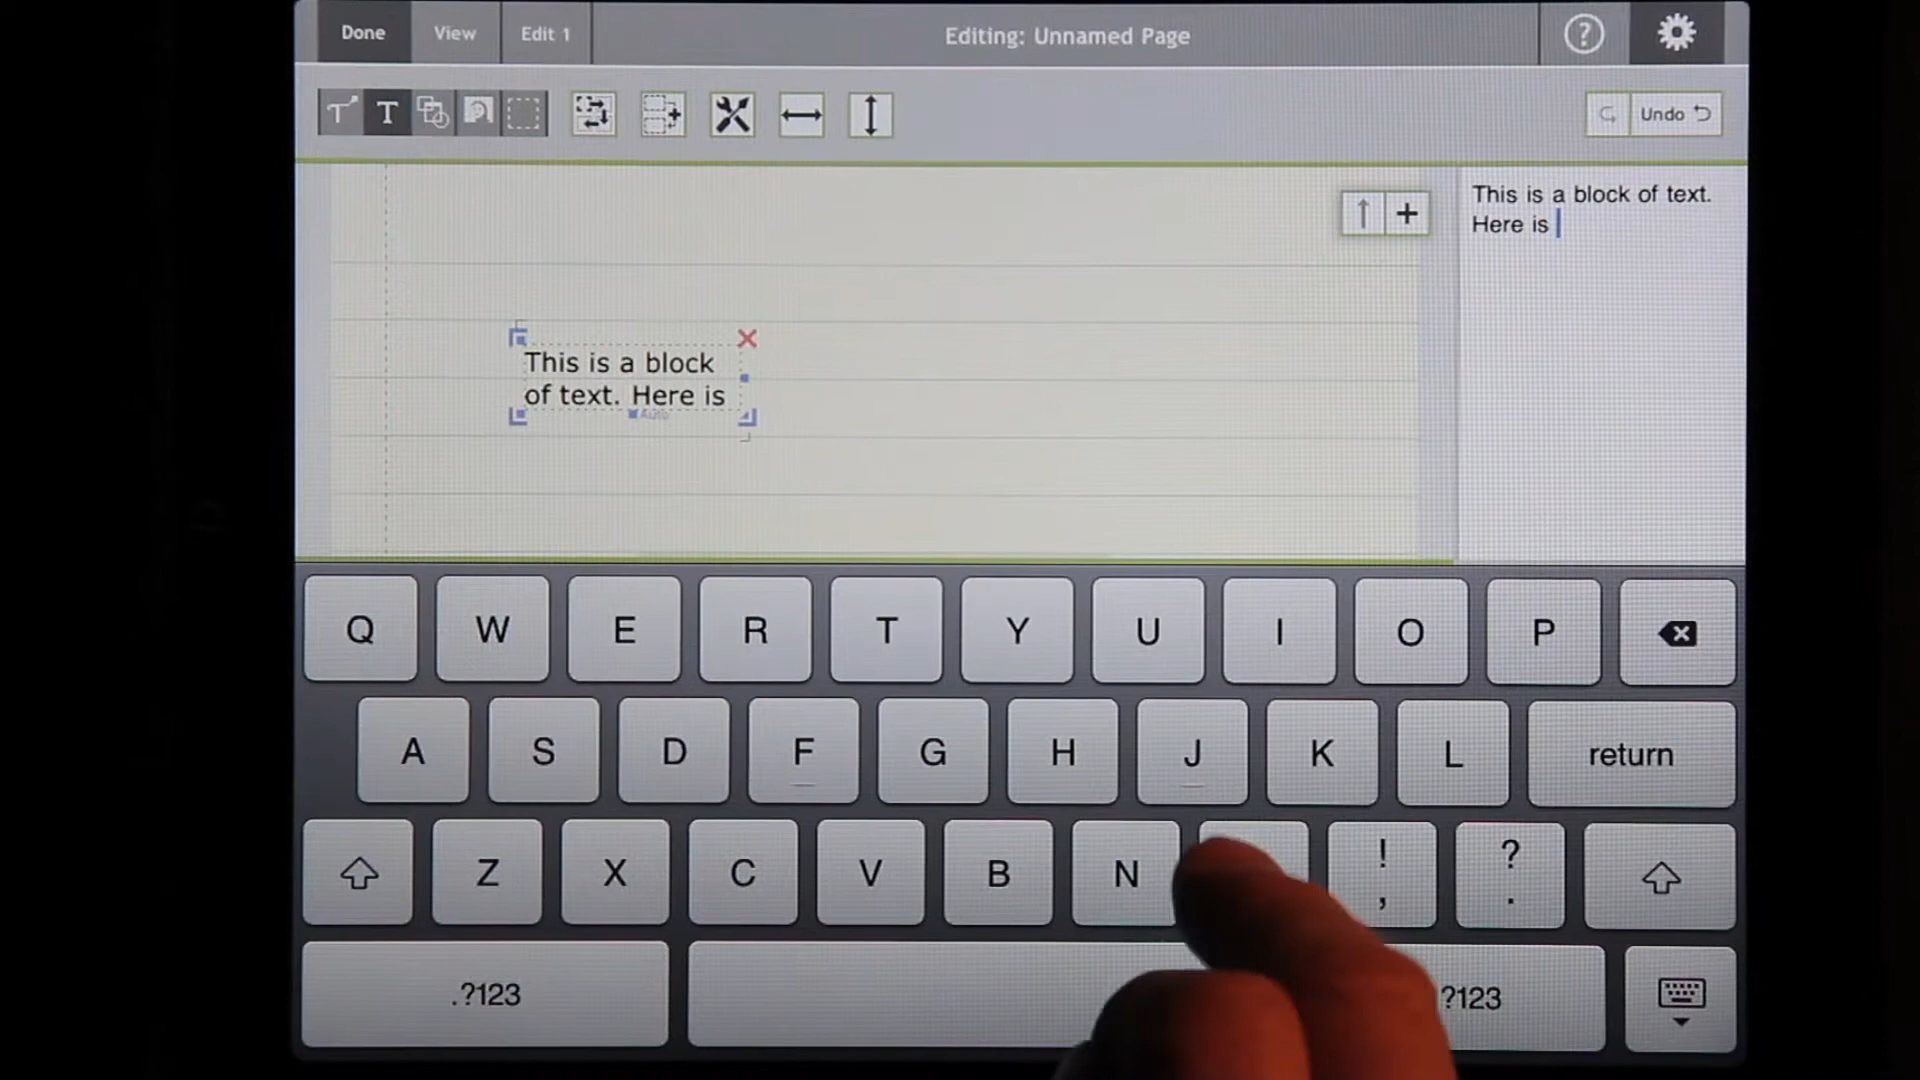 Done View Edit 1 Editing: Unnamed Page ?
T T Undo
This is a block of text.
Here is
This is a block
of text. Here is
Auto
Q W E R T Y U I O P
A S D F G H J K L return
Z X C V B N ! , ? .
.?123 ?123